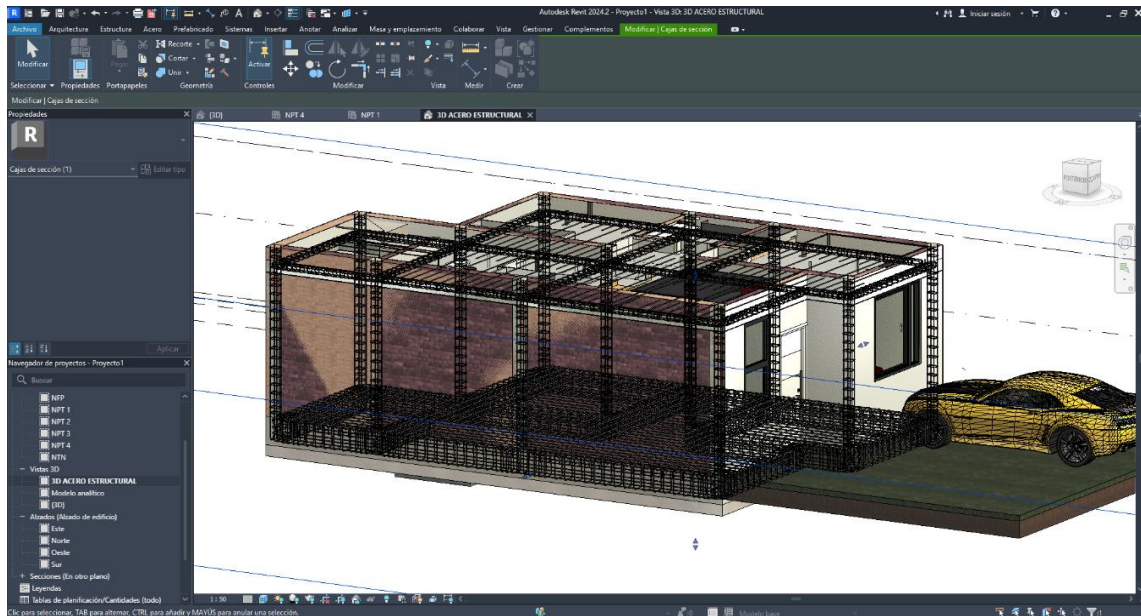 Autodesk Revit 2024.2 - Proyecto1 - Vista 3D: 3D ACERO ESTRUCTURAL
Iniciar sesión
Archivo Arquitectura Estructura Acero Prefabricado Sistemas Insertar Anotar Analizar Masa y emplazamiento Colaborar Vista Gestionar Complementos Modificar | Cajas de sección
Modificar Pegar Recorte Cortar Unir Activar
Seleccionar Propiedades Portapapeles Geometría Controles Modificar Vista Medir Crear
Modificar | Cajas de sección
Propiedades
{3D} NPT 4 NPT 1 3D ACERO ESTRUCTURAL
R
Cajas de sección (1) Editar tipo
Aplicar
Navegador de proyectos - Proyecto1
Buscar
NFP
NPT 1
NPT 2
NPT 3
NPT 4
NTN
Vistas 3D
3D ACERO ESTRUCTURAL
Modelo analítico
{3D}
Alzados (Alzado de edificio)
Este
Norte
Oeste
Sur
Secciones (En otro plano)
Leyendas
Tablas de planificación/Cantidades (todo)
1 : 50
Clic para seleccionar, TAB para alternar, CTRL para añadir y MAYÚS para anular una selección.
:0 Modelo base